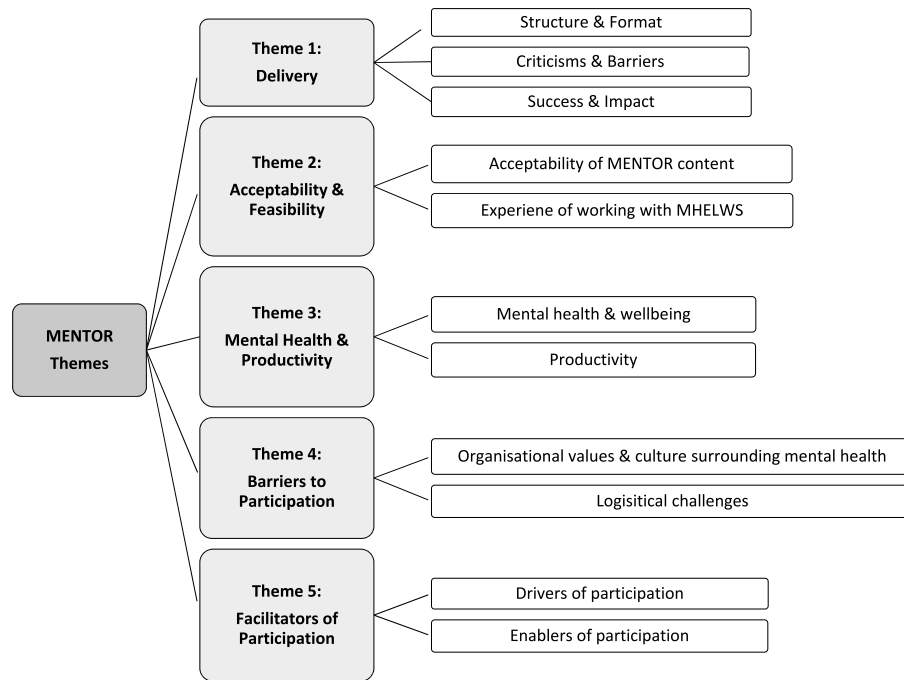 MENTOR
Themes
Theme 1:
Delivery
Structure & Format
Criticisms & Barriers
Success & Impact
Theme 2:
Acceptability &
Feasibility
Acceptability of MENTOR content
Experiene of working with MHELWS
Theme 3:
Mental Health &
Productivity
Mental health & wellbeing
Productivity
Theme 4:
Barriers to
Participation
Organisational values & culture surrounding mental health
Logisitical challenges
Theme 5:
Facilitators of
Participation
Drivers of participation
Enablers of participation